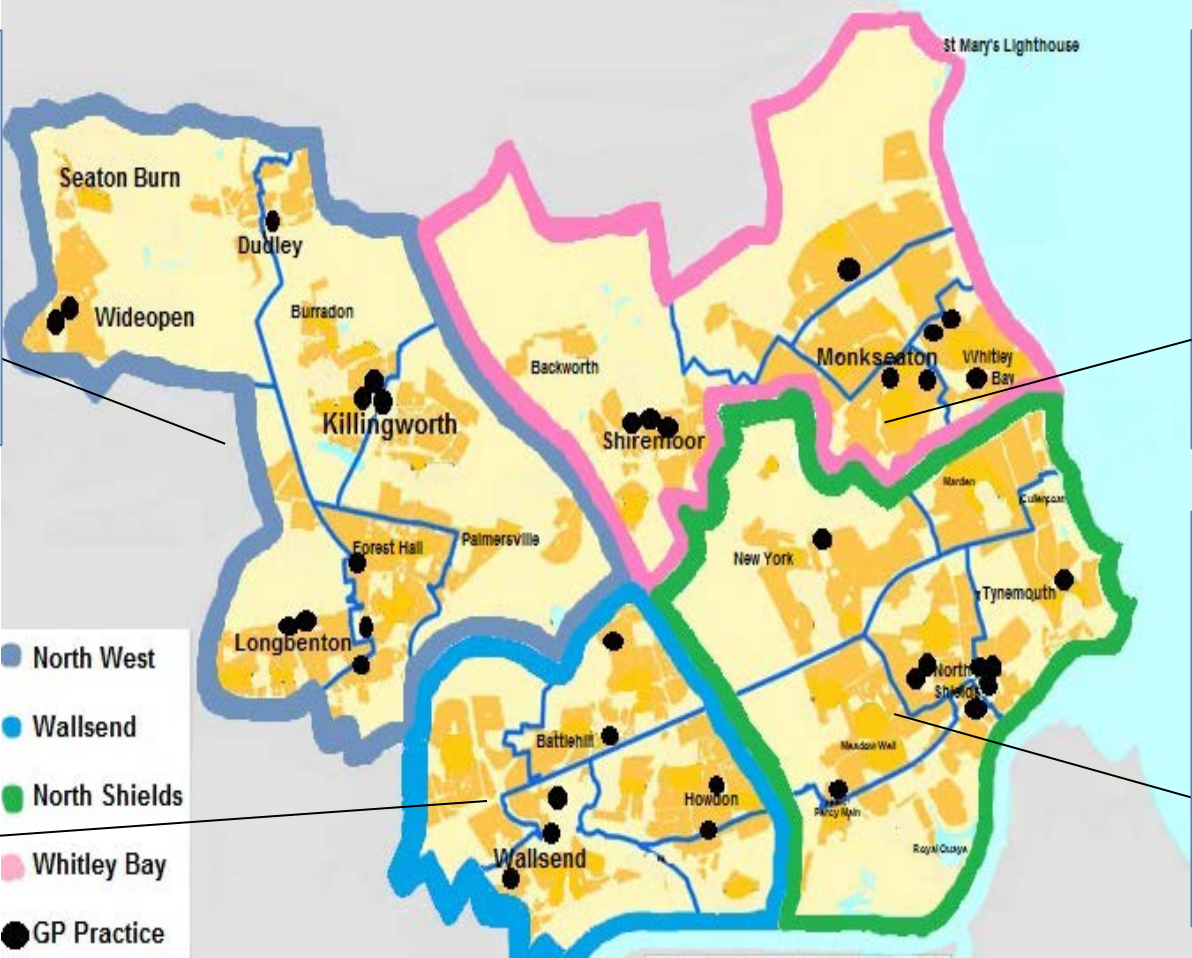 St Mary's Lighthouse
Seaton Burn
Dudley
Wideopen
Burradon
Killingworth
Backworth
Monkseaton
Whitley
Bay
Shiremoor
Marden
Cullercoats
Forest Hall
Palmersville
New York
Tynemouth
Longbenton
North
Shields
Battlehill
Meadow Well
Howdon
Percy Main
Royal Quays
Wallsend
North West
Wallsend
North Shields
Whitley Bay
GP Practice